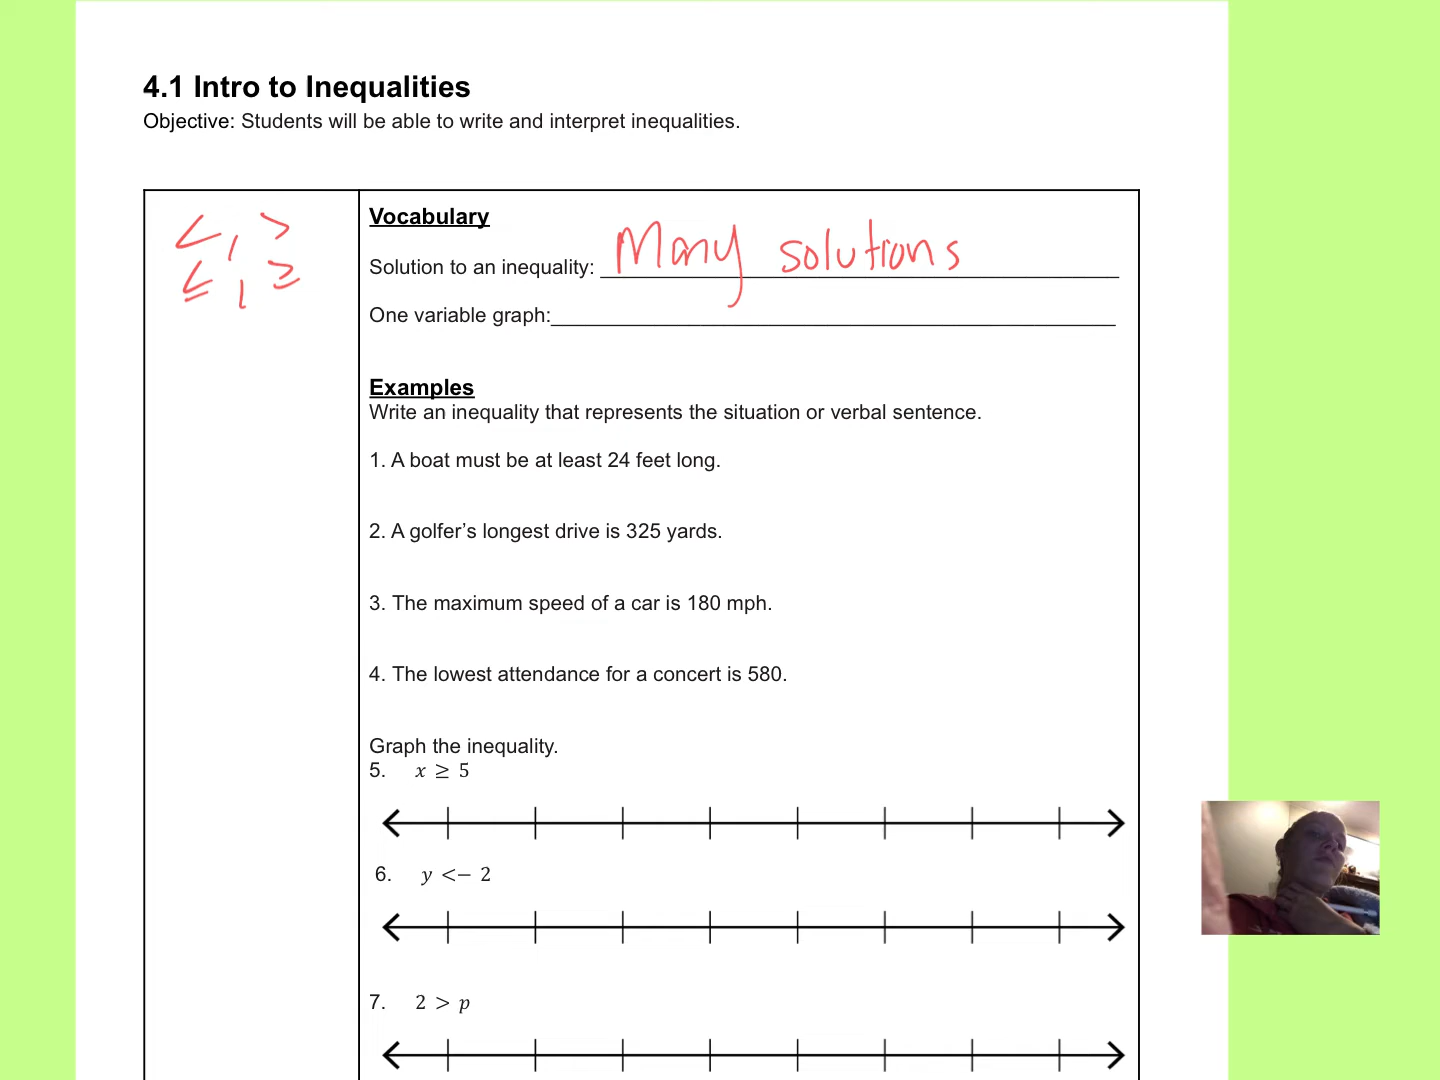 4.1 Intro to Inequalities
Objective: Students will be able to write and interpret inequalities.
<, >
≤, ≥
Vocabulary
Solution to an inequality: Many solutions
One variable graph:
Examples
Write an inequality that represents the situation or verbal sentence.
1. A boat must be at least 24 feet long.
2. A golfer’s longest drive is 325 yards.
3. The maximum speed of a car is 180 mph.
4. The lowest attendance for a concert is 580.
Graph the inequality.
5. x ≥ 5
6. y <− 2
7. 2 > p